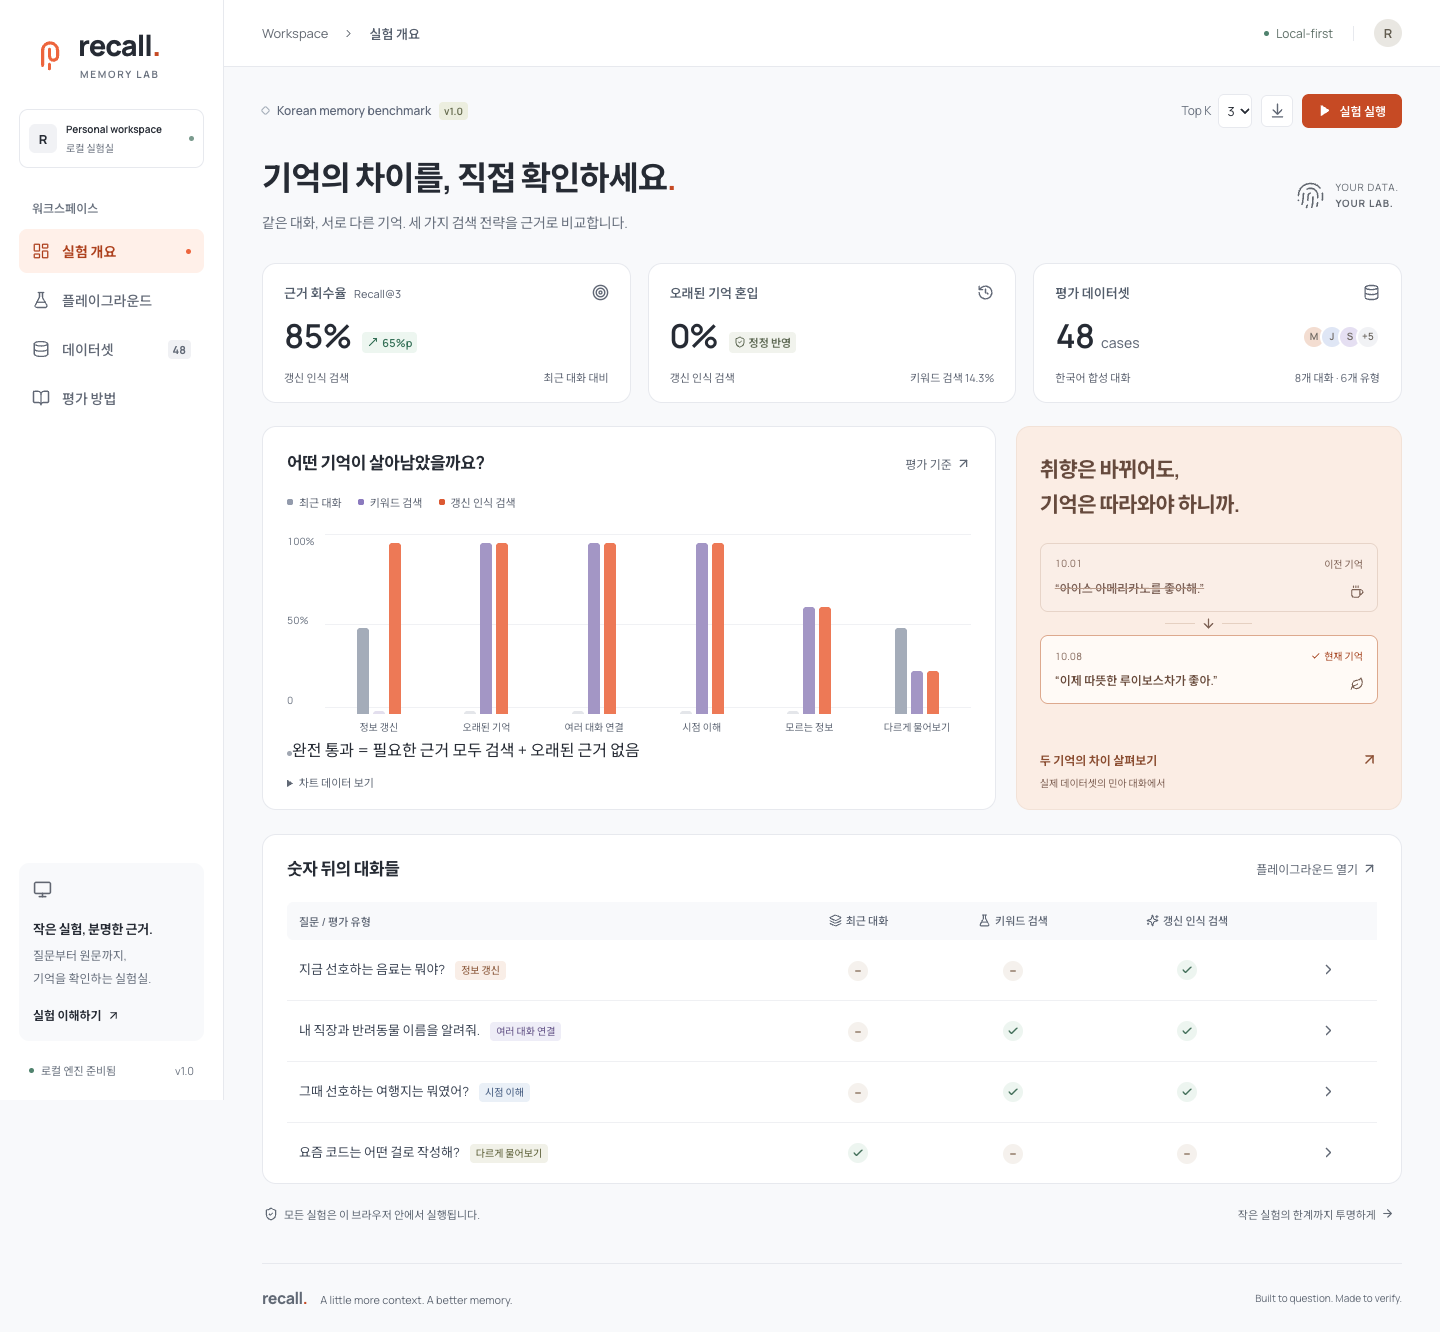 recall.
MEMORY LAB
R
Personal workspace
로컬 실험실
워크스페이스
실험 개요
플레이그라운드
데이터셋
48
평가 방법
작은 실험, 분명한 근거.
질문부터 원문까지,
기억을 확인하는 실험실.
실험 이해하기
로컬 엔진 준비됨
v1.0
Workspace
실험 개요
Local-first
R
Korean memory benchmark
v1.0
Top K
3
실험 실행
기억의 차이를, 직접 확인하세요.
같은 대화, 서로 다른 기억. 세 가지 검색 전략을 근거로 비교합니다.
YOUR DATA.
YOUR LAB.
근거 회수율 Recall@3
85%
65%p
갱신 인식 검색
최근 대화 대비
오래된 기억 혼입
0%
정정 반영
갱신 인식 검색
키워드 검색 14.3%
평가 데이터셋
48 cases
M J S +5
한국어 합성 대화
8개 대화 · 6개 유형
어떤 기억이 살아남았을까요?
평가 기준
최근 대화
키워드 검색
갱신 인식 검색
100%
50%
0
정보 갱신
오래된 기억
여러 대화 연결
시점 이해
모르는 정보
다르게 물어보기
완전 통과 = 필요한 근거 모두 검색 + 오래된 근거 없음
차트 데이터 보기
취향은 바뀌어도,
기억은 따라와야 하니까.
10.01
이전 기억
“아이스 아메리카노를 좋아해.”
10.08
현재 기억
“이제 따뜻한 루이보스차가 좋아.”
두 기억의 차이 살펴보기
실제 데이터셋의 민아 대화에서
숫자 뒤의 대화들
플레이그라운드 열기
질문 / 평가 유형
최근 대화
키워드 검색
갱신 인식 검색
지금 선호하는 음료는 뭐야?
정보 갱신
내 직장과 반려동물 이름을 알려줘.
여러 대화 연결
그때 선호하는 여행지는 뭐였어?
시점 이해
요즘 코드는 어떤 걸로 작성해?
다르게 물어보기
모든 실험은 이 브라우저 안에서 실행됩니다.
작은 실험의 한계까지 투명하게
recall.
A little more context. A better memory.
Built to question. Made to verify.